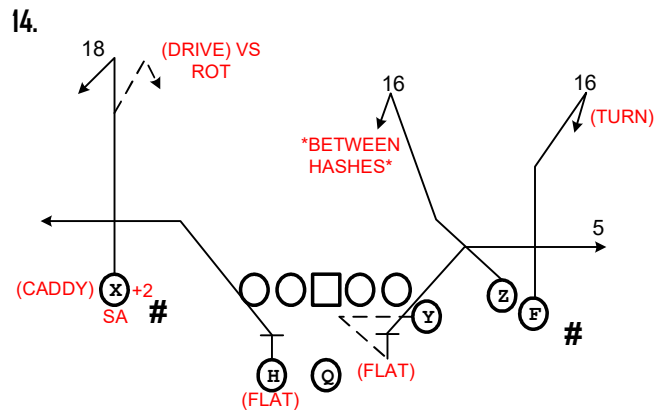 14.
18
(DRIVE) VS
ROT
16
16
(TURN)
*BETWEEN
HASHES*
5
(CADDY) X +2
SA #
Z
F
Y
#
H
Q
(FLAT)
(FLAT)